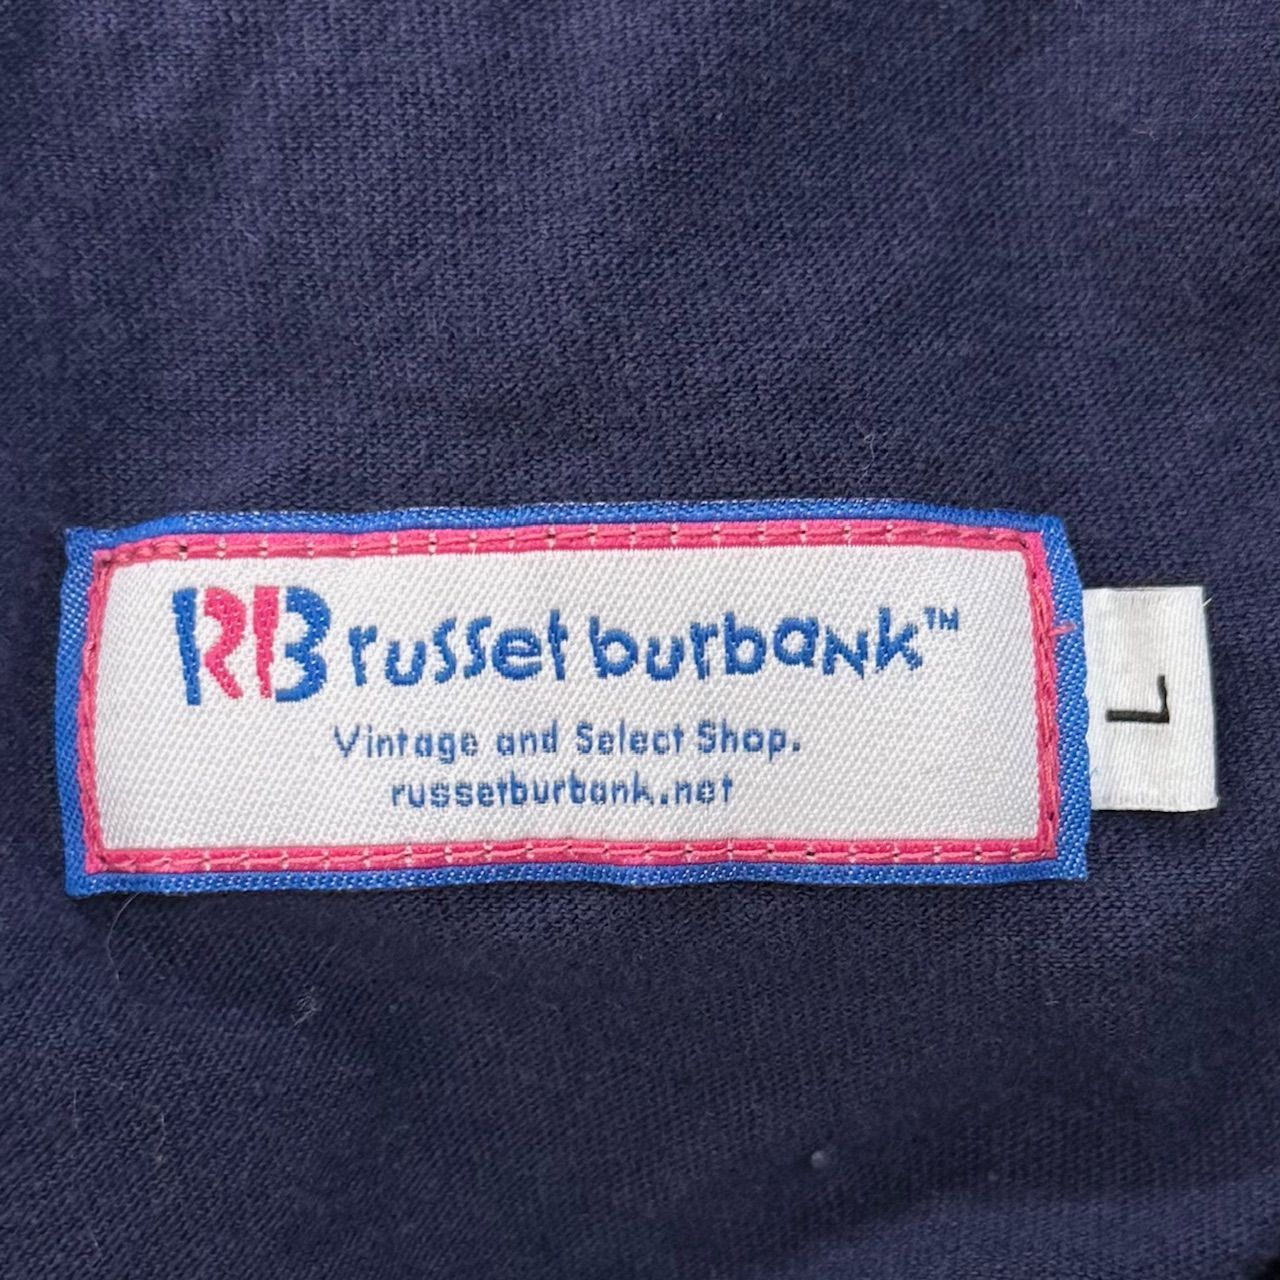 RB russet burbank™
Vintage and Select Shop.
russetburbank.net
L